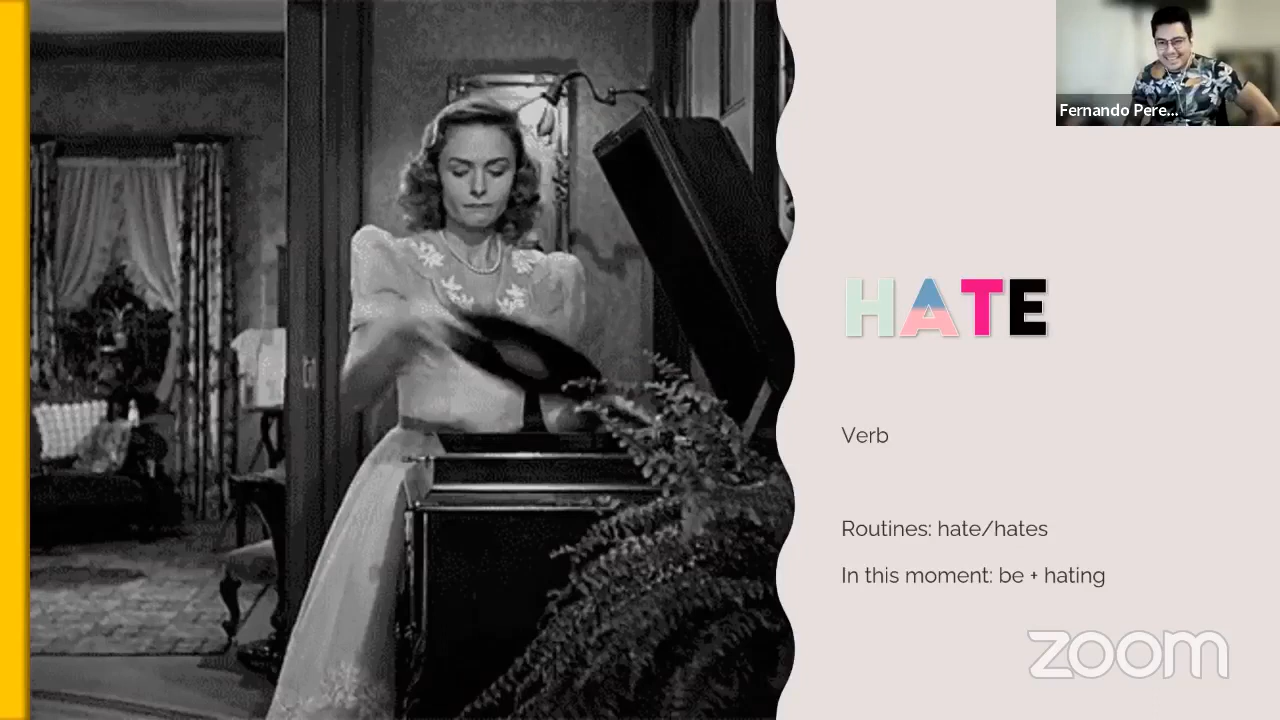 Fernando Pere...
HATE
Verb
Routines: hate/hates
In this moment: be + hating
zoom